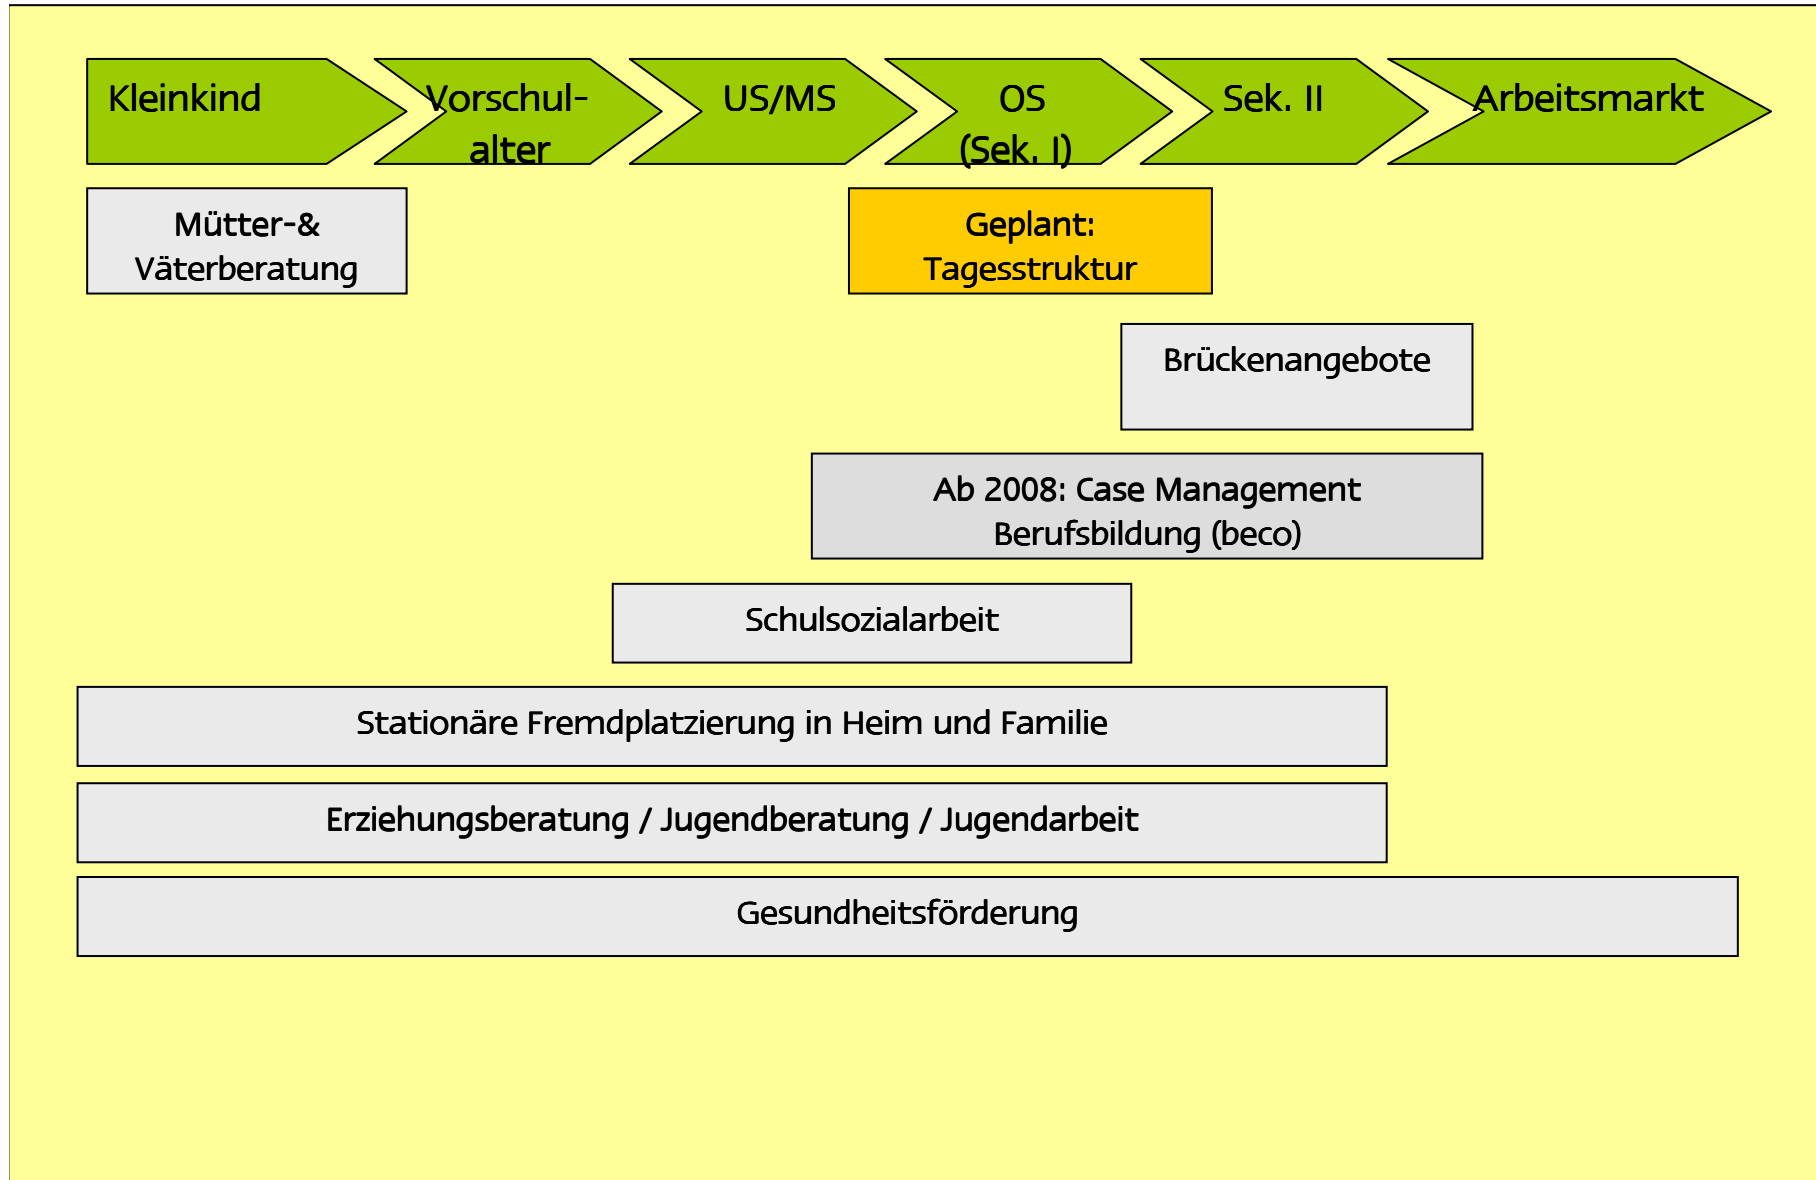 Kleinkind
Vorschul-
alter
US/MS
OS
(Sek. I)
Sek. II
Arbeitsmarkt
Mütter-&
Väterberatung
Geplant:
Tagesstruktur
Brückenangebote
Ab 2008: Case Management
Berufsbildung (beco)
Schulsozialarbeit
Stationäre Fremdplatzierung in Heim und Familie
Erziehungsberatung / Jugendberatung / Jugendarbeit
Gesundheitsförderung